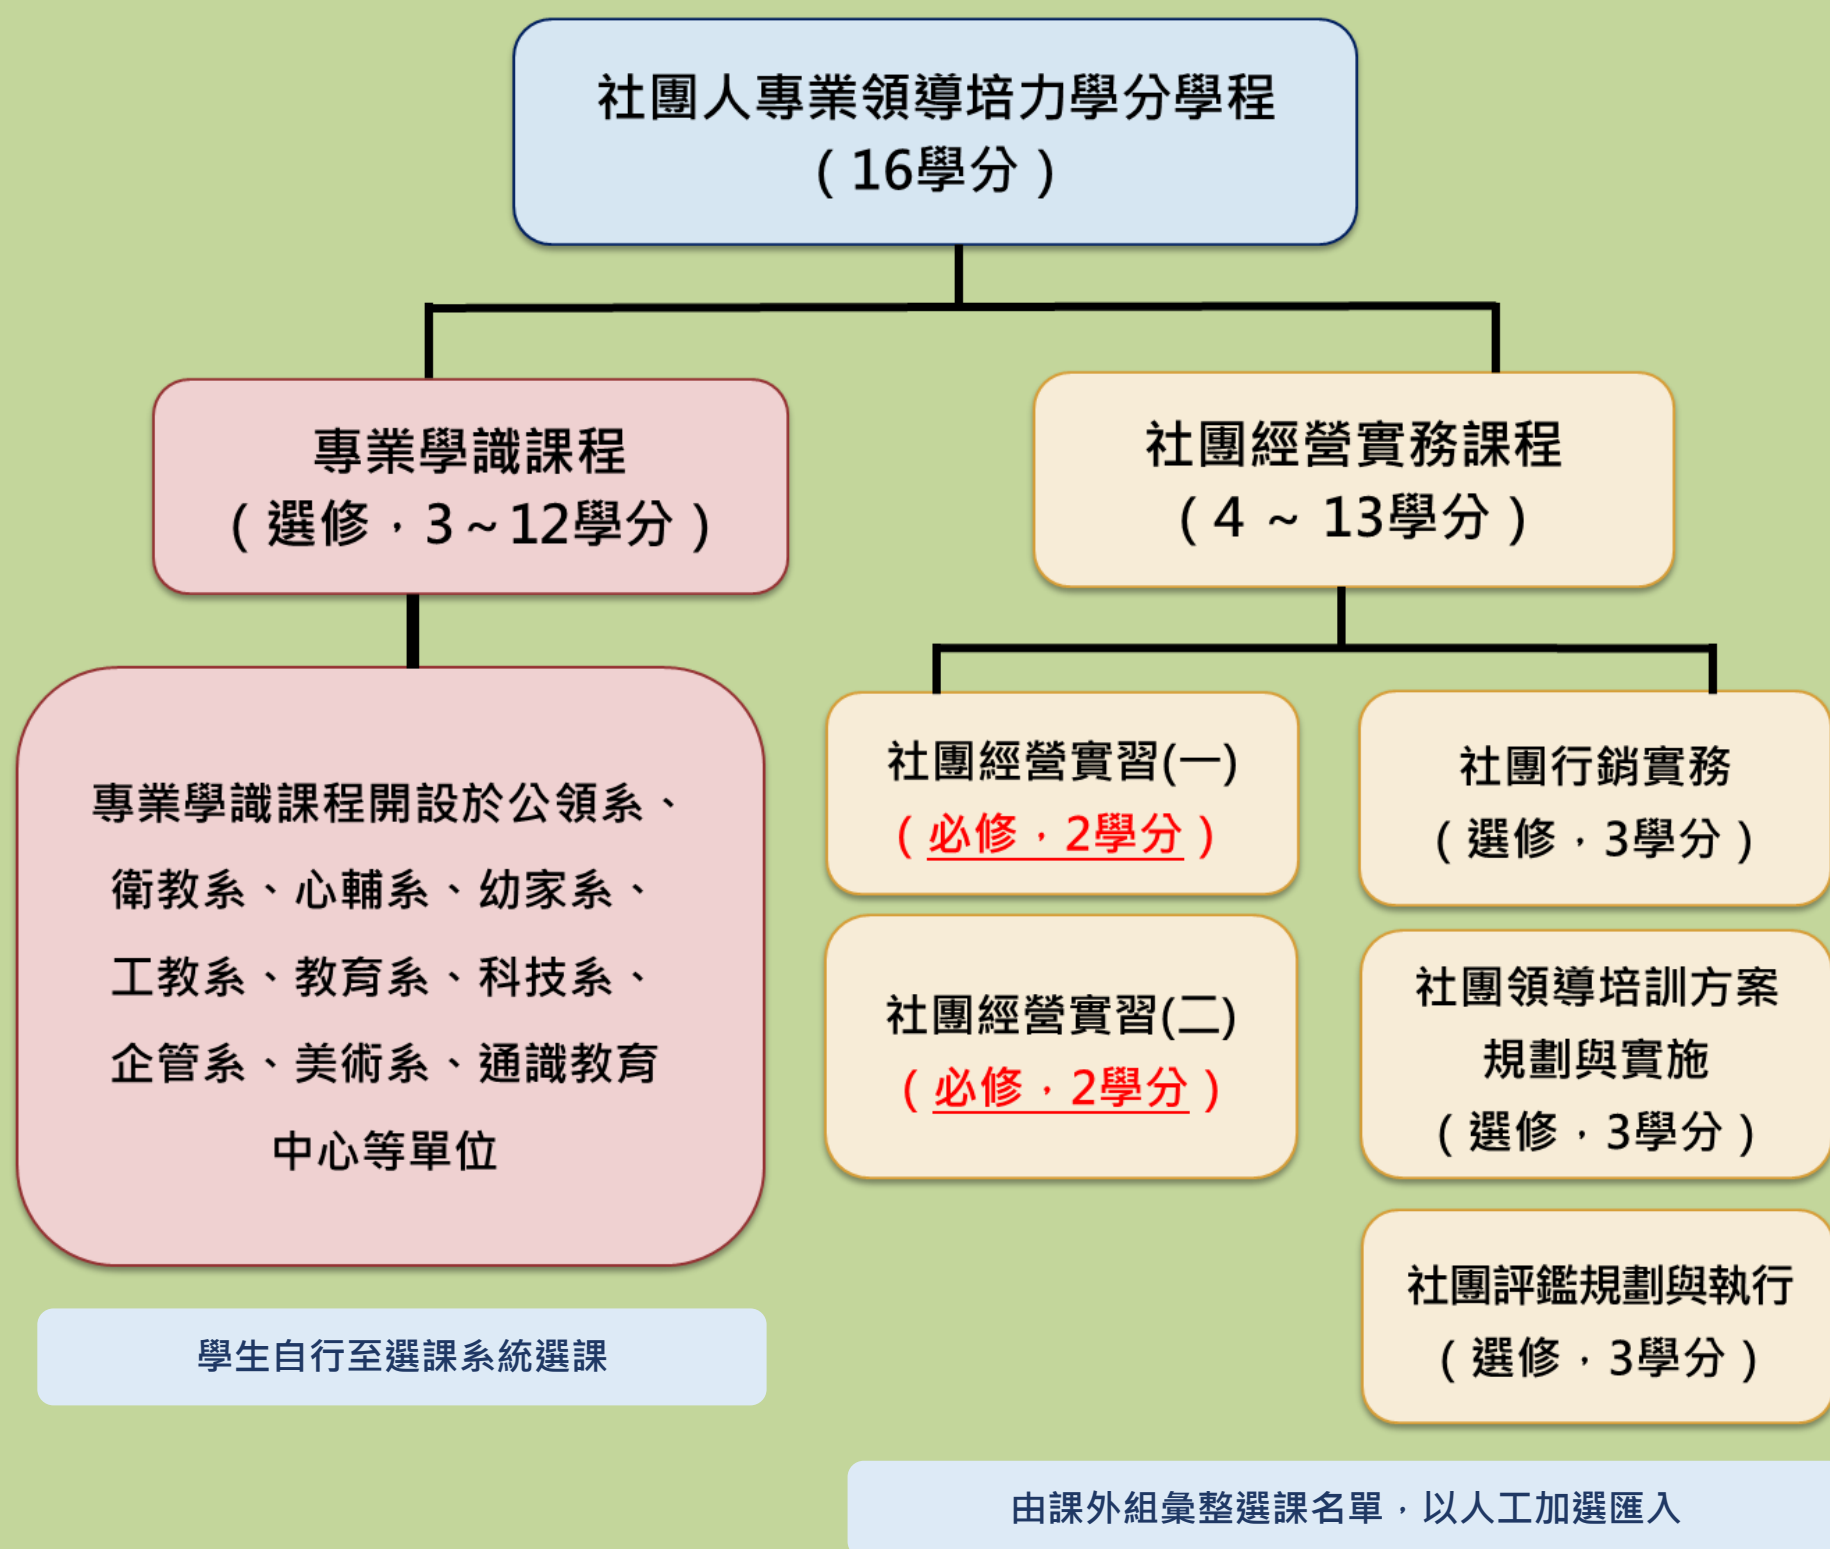 社團人專業領導培力學分學程
（16學分）
專業學識課程
（選修，3～12學分）
社團經營實務課程
（4 ~ 13學分）
專業學識課程開設於公領系、
衛教系、心輔系、幼家系、
工教系、教育系、科技系、
企管系、美術系、通識教育
中心等單位
學生自行至選課系統選課
社團經營實習(一)
（必修，2學分）
社團經營實習(二)
（必修，2學分）
社團行銷實務
（選修，3學分）
社團領導培訓方案
規劃與實施
（選修，3學分）
社團評鑑規劃與執行
（選修，3學分）
由課外組彙整選課名單，以人工加選匯入